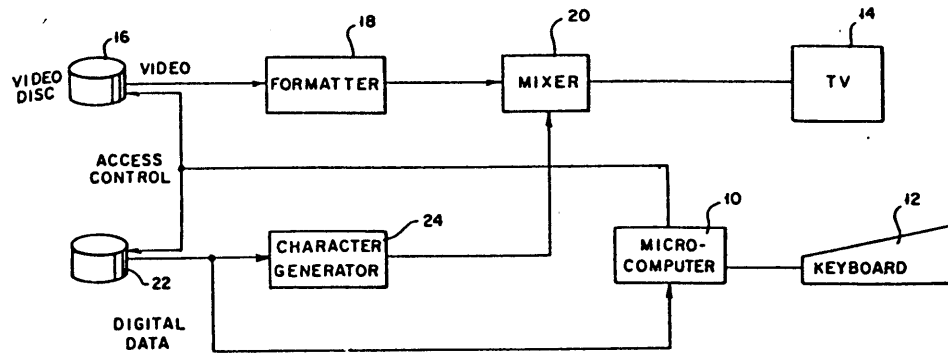 16
VIDEO
DISC
VIDEO
18
FORMATTER
20
MIXER
14
TV
ACCESS
CONTROL
10
MICRO-
COMPUTER
12
KEYBOARD
22
24
CHARACTER
GENERATOR
DIGITAL
DATA